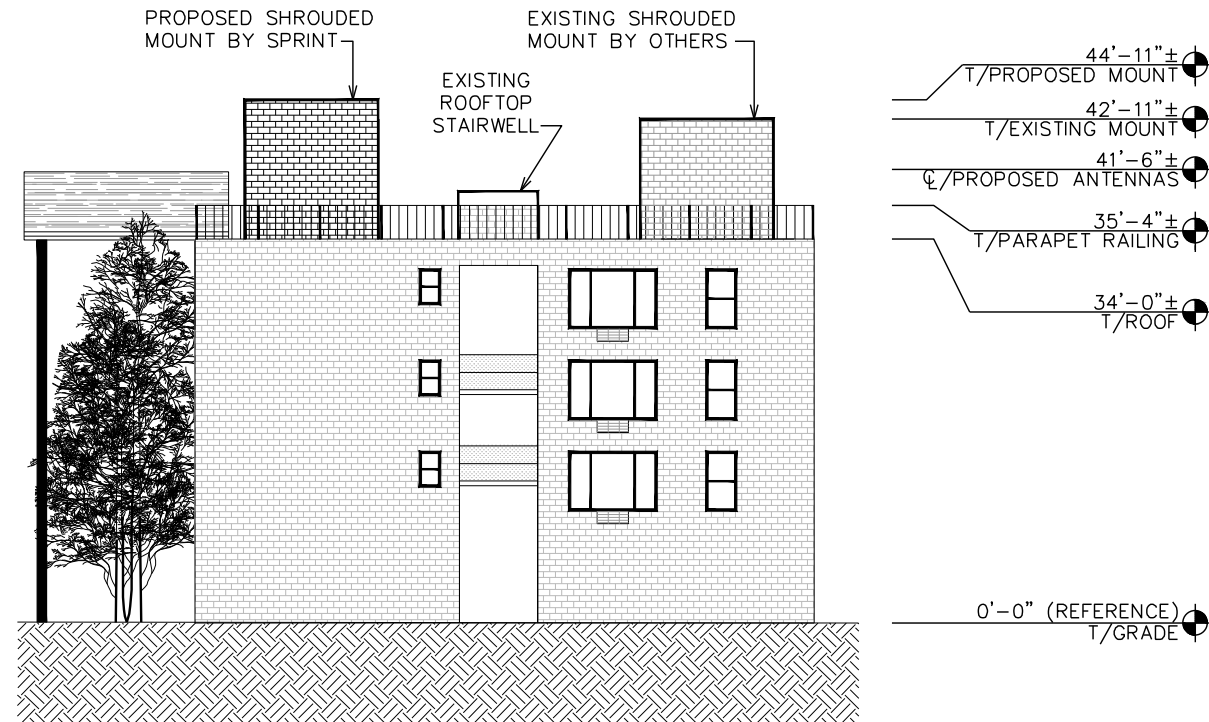 PROPOSED SHROUDED
MOUNT BY SPRINT
EXISTING SHROUDED
MOUNT BY OTHERS
EXISTING
ROOFTOP
STAIRWELL
44'-11"±
T/PROPOSED MOUNT
42'-11"±
T/EXISTING MOUNT
41'-6"±
℄/PROPOSED ANTENNAS
35'-4"±
T/PARAPET RAILING
34'-0"±
T/ROOF
0'-0" (REFERENCE)
T/GRADE